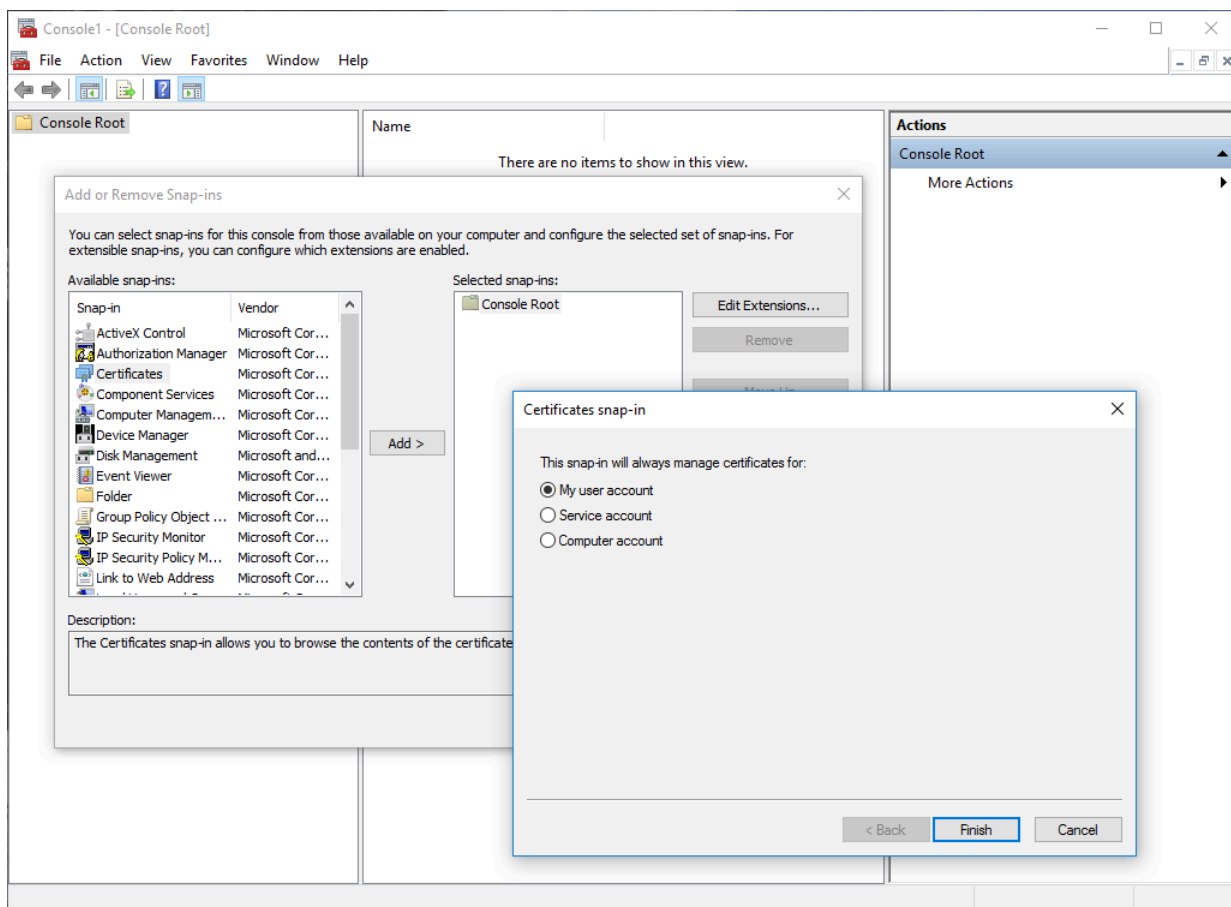 Console1 - [Console Root]
File Action View Favorites Window Help
Console Root
Name
There are no items to show in this view.
Actions
Console Root
More Actions
Add or Remove Snap-ins
You can select snap-ins for this console from those available on your computer and configure the selected set of snap-ins. For
extensible snap-ins, you can configure which extensions are enabled.
Available snap-ins:
Snap-in Vendor
ActiveX Control Microsoft Cor...
Authorization Manager Microsoft Cor...
Certificates Microsoft Cor...
Component Services Microsoft Cor...
Computer Managem... Microsoft Cor...
Device Manager Microsoft Cor...
Disk Management Microsoft and...
Event Viewer Microsoft Cor...
Folder Microsoft Cor...
Group Policy Object ... Microsoft Cor...
IP Security Monitor Microsoft Cor...
IP Security Policy M... Microsoft Cor...
Link to Web Address Microsoft Cor...
Add >
Selected snap-ins:
Console Root
Edit Extensions...
Remove
Description:
The Certificates snap-in allows you to browse the contents of the certificate
Certificates snap-in
This snap-in will always manage certificates for:
My user account
Service account
Computer account
< Back
Finish
Cancel